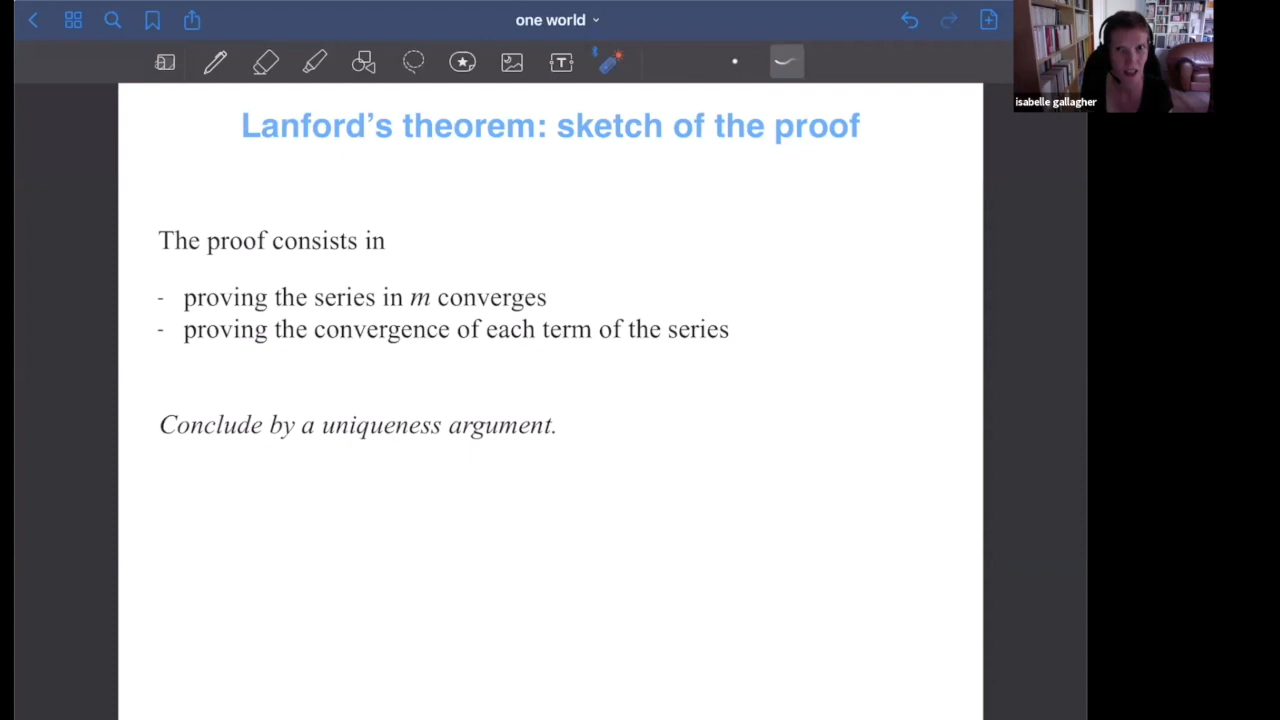 one world
isabelle gallagher
Lanford's theorem: sketch of the proof
The proof consists in
- proving the series in m converges
- proving the convergence of each term of the series
Conclude by a uniqueness argument.